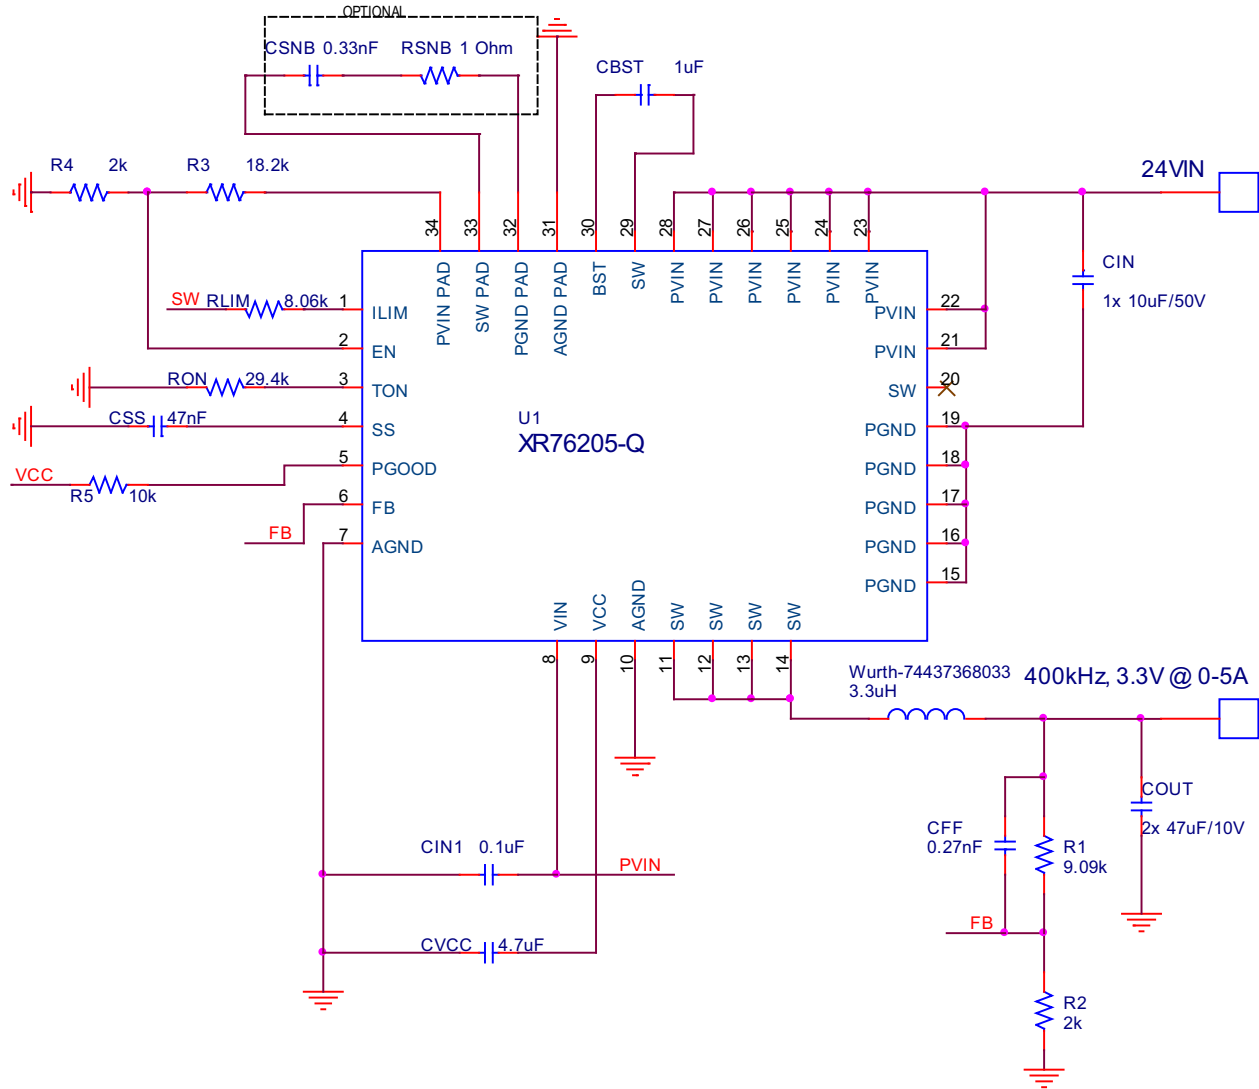 OPTIONAL
CSNB 0.33nF RSNB 1 Ohm
CBST 1uF
R4 2k R3 18.2k
24VIN
34 33 32 31 30 29 28 27 26 25 24 23
PVIN PAD
SW PAD
PGND PAD
AGND PAD
BST
SW
PVIN
PVIN
PVIN
PVIN
PVIN
PVIN
CIN
1x 10uF/50V
SW RLIM 8.06k 1 ILIM
2 EN
RON 29.4k 3 TON
CSS 47nF 4 SS
VCC R5 10k 5 PGOOD
FB 6 FB
7 AGND
U1
XR76205-Q
PVIN 22
PVIN 21
SW 20
PGND 19
PGND 18
PGND 17
PGND 16
PGND 15
VIN
VCC
AGND
SW
SW
SW
SW
8 9 10 11 12 13 14
Wurth-74437368033
3.3uH
400kHz, 3.3V @ 0-5A
COUT
2x 47uF/10V
CFF
0.27nF
R1
9.09k
CIN1 0.1uF
PVIN
FB
CVCC 4.7uF
R2
2k